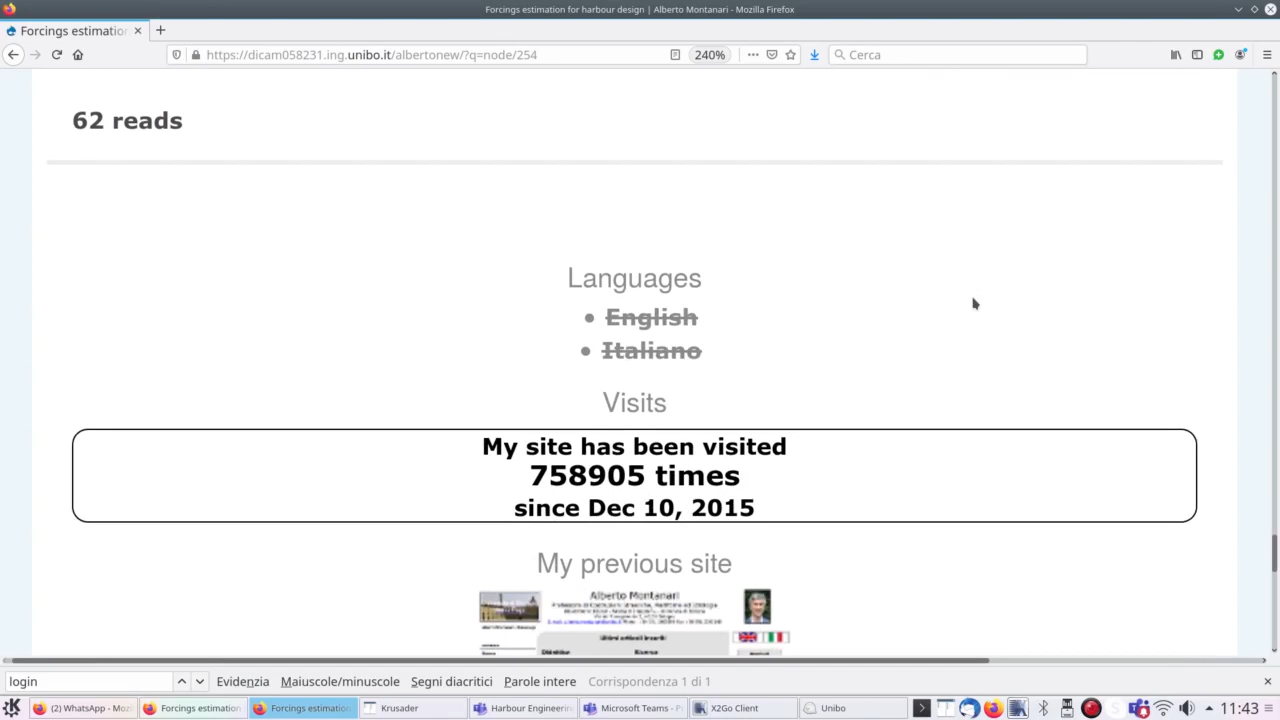 Forcings estimation for harbour design | Alberto Montanari - Mozilla Firefox
Forcings estimation
https://dicam058231.ing.unibo.it/albertonew/?q=node/254
240%
Cerca
62 reads
Languages
English
Italiano
Visits
My site has been visited
758905 times
since Dec 10, 2015
My previous site
Alberto Montanari
login
Evidenzia
Maiuscole/minuscole
Segni diacritici
Parole intere
Corrispondenza 1 di 1
(2) WhatsApp - Moz
Forcings estimation
Forcings estimation
Krusader
Harbour Engineerin
Microsoft Teams - P
X2Go Client
Unibo
11:43